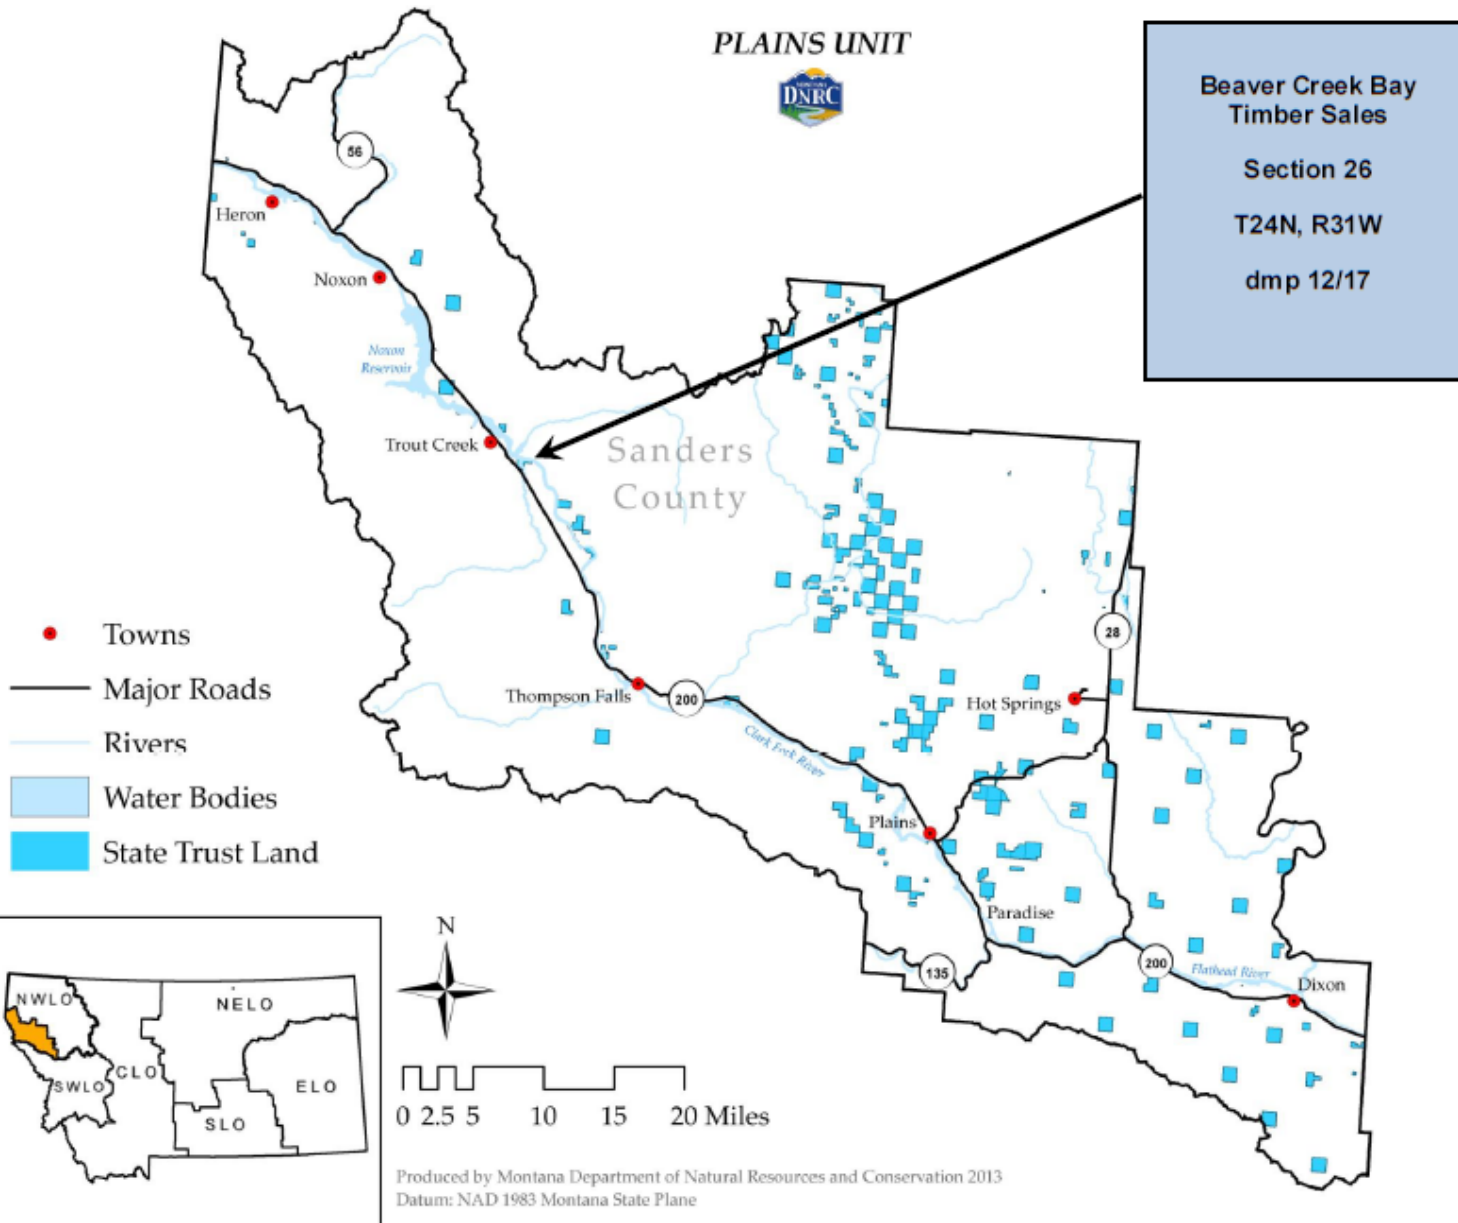 PLAINS UNIT
MONTANA
DNRC
Beaver Creek Bay
Timber Sales
Section 26
T24N, R31W
dmp 12/17
56
Heron
Noxon
Noxon
Reservoir
Trout Creek
Sanders
County
28
Towns
Major Roads
Rivers
Water Bodies
State Trust Land
Thompson Falls
200
Hot Springs
Clark Fork River
Plains
Paradise
135
200
Flathead River
Dixon
NWLO
NELO
CLO
SWLO
ELO
SLO
N
0 2.5 5 10 15 20 Miles
Produced by Montana Department of Natural Resources and Conservation 2013
Datum: NAD 1983 Montana State Plane